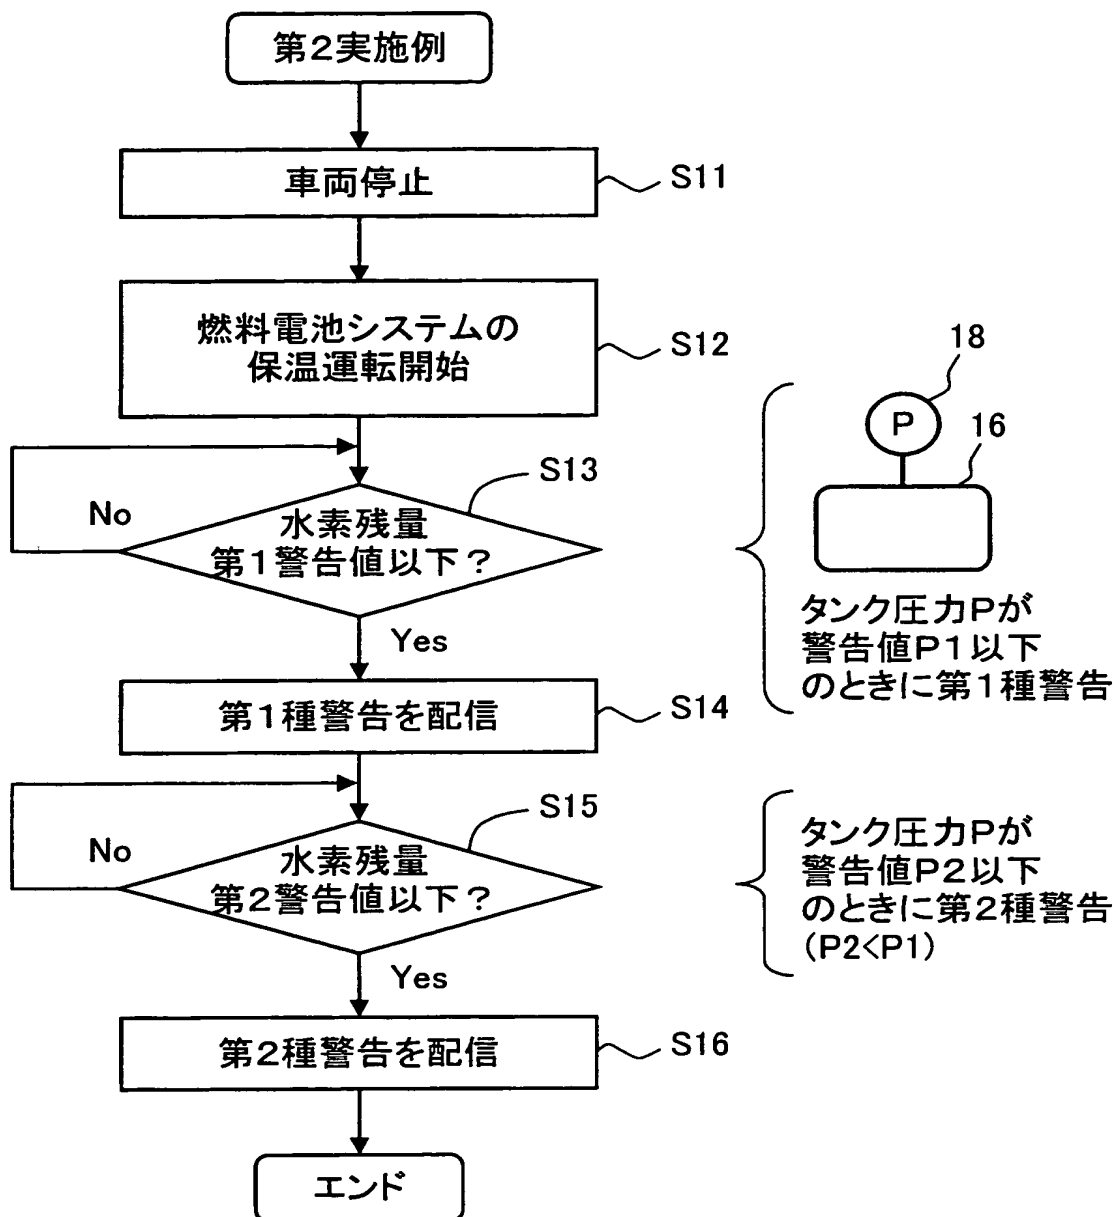 第2実施例
車両停止
S11
燃料電池システムの
保温運転開始
S12
No
水素残量
第1警告値以下？
S13
Yes
18
P
16
タンク圧力Pが
警告値P1以下
のときに第1種警告
第1種警告を配信
S14
No
水素残量
第2警告値以下？
S15
Yes
タンク圧力Pが
警告値P2以下
のときに第2種警告
（P2<P1）
第2種警告を配信
S16
エンド